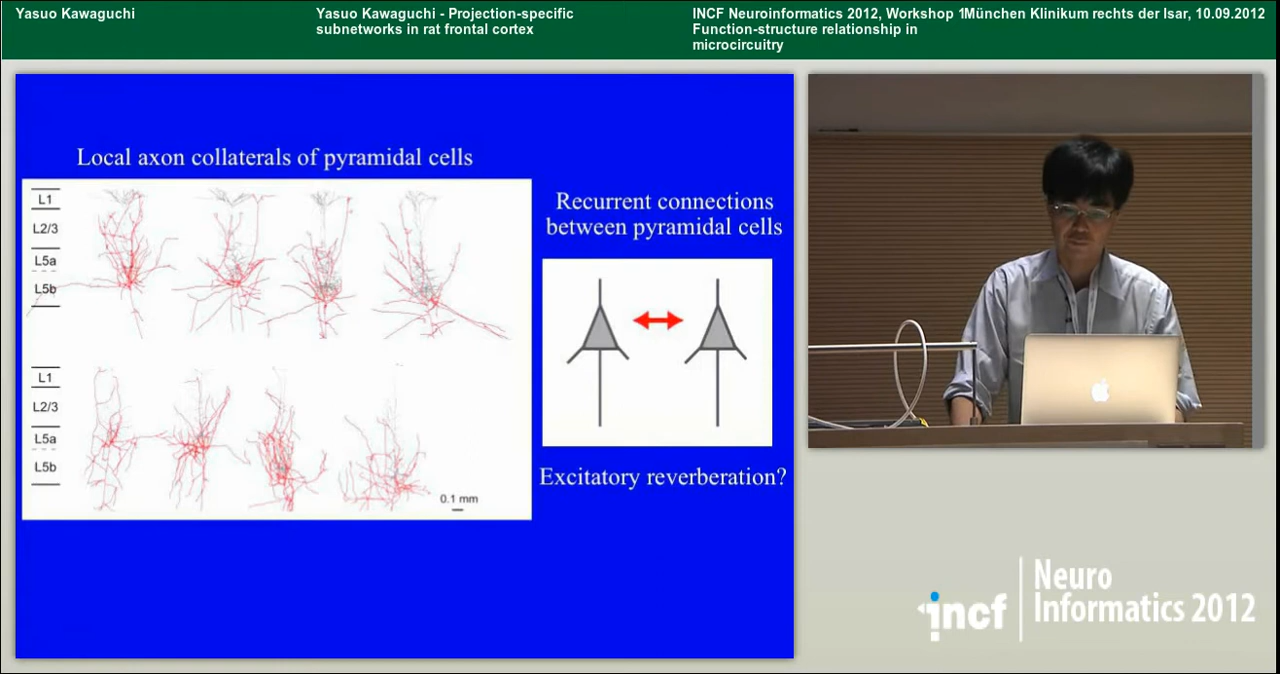 Yasuo Kawaguchi
Yasuo Kawaguchi - Projection-specific
subnetworks in rat frontal cortex
INCF Neuroinformatics 2012, Workshop 1München Klinikum rechts der Isar, 10.09.2012
Function-structure relationship in
microcircuitry
Local axon collaterals of pyramidal cells
L1
L2/3
L5a
L5b
L1
L2/3
L5a
L5b
0.1 mm
Recurrent connections
between pyramidal cells
Excitatory reverberation?
incf
Neuro
Informatics 2012